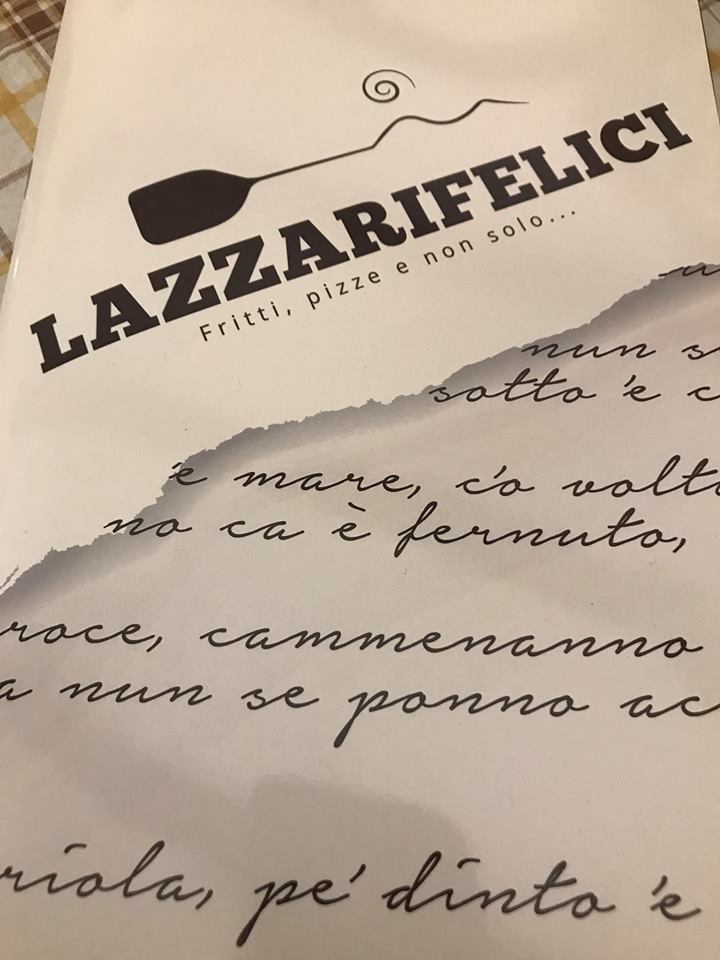 LAZZARIFELICI
Fritti, pizze e non solo...
nun s
sotto 'e c
'e mare, c'o volt
no ca è fernuto,
roce, cammenanno
a nun se ponno ac
riola, pe' dinto 'e